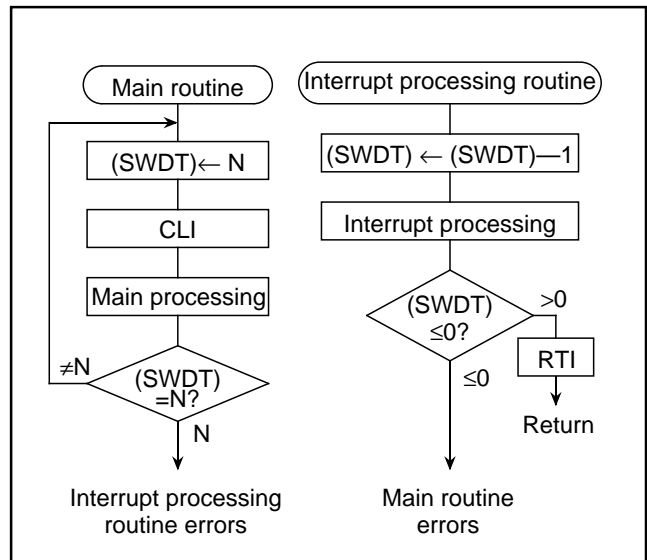 Main routine
(SWDT)← N
CLI
Main processing
≠N
(SWDT)
=N?
N
Interrupt processing
routine errors
Interrupt processing routine
(SWDT) ← (SWDT)—1
Interrupt processing
(SWDT)
≤0?
>0
RTI
≤0
Return
Main routine
errors